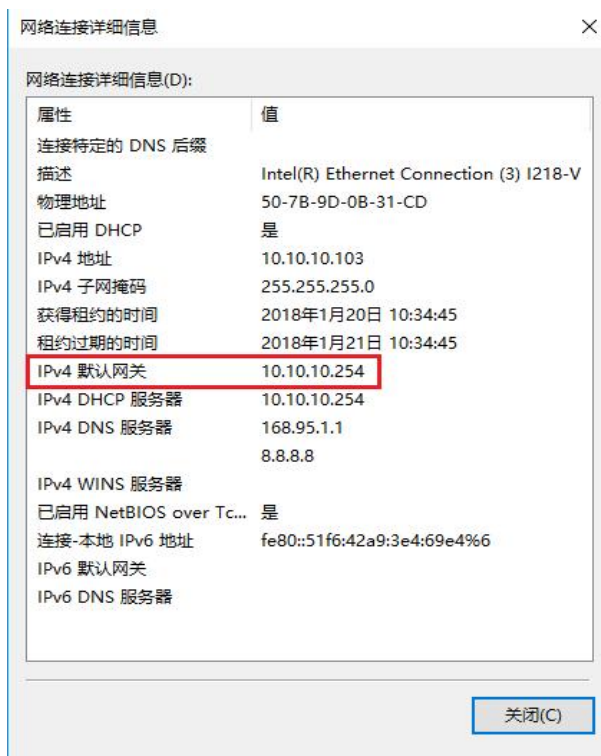 网络连接详细信息
网络连接详细信息(D):
属性 值
连接特定的 DNS 后缀
描述 Intel(R) Ethernet Connection (3) I218-V
物理地址 50-7B-9D-0B-31-CD
已启用 DHCP 是
IPv4 地址 10.10.10.103
IPv4 子网掩码 255.255.255.0
获得租约的时间 2018年1月20日 10:34:45
租约过期的时间 2018年1月21日 10:34:45
IPv4 默认网关 10.10.10.254
IPv4 DHCP 服务器 10.10.10.254
IPv4 DNS 服务器 168.95.1.1
8.8.8.8
IPv4 WINS 服务器
已启用 NetBIOS over Tc... 是
连接-本地 IPv6 地址 fe80::51f6:42a9:3e4:69e4%6
IPv6 默认网关
IPv6 DNS 服务器
关闭(C)